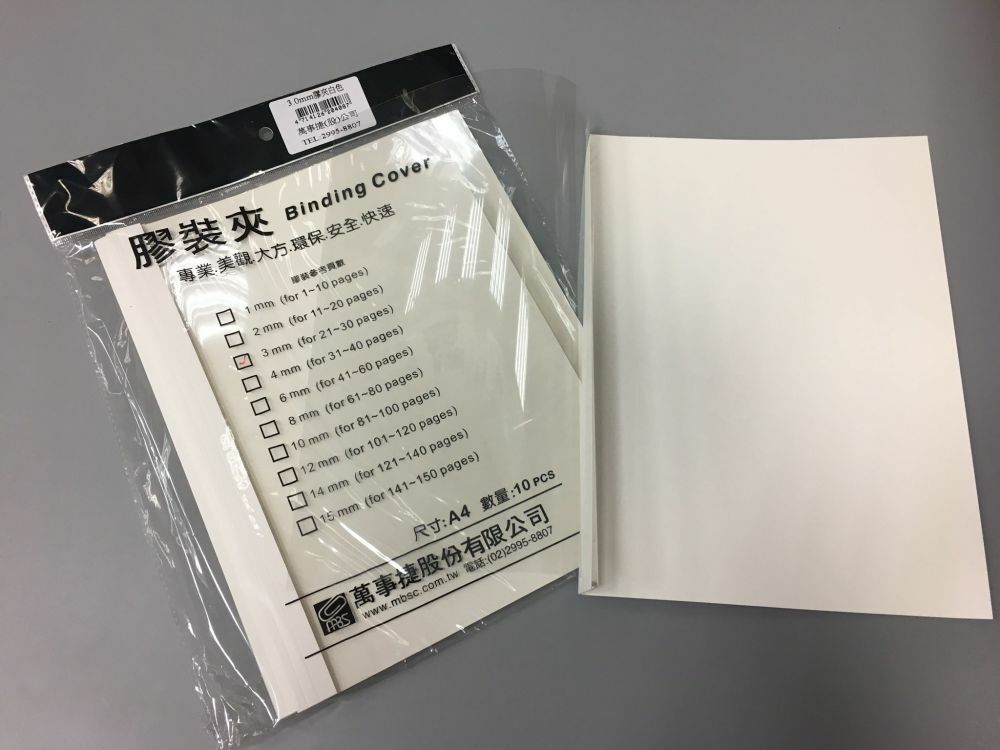 3.0mm膠夾白色
4 714126 204087
萬事捷(股)公司
TEL 2995-8807
膠裝夾 Binding Cover
專業.美觀.大方.環保.安全.快速
膠裝參考頁數
1 mm (for 1~10 pages)
2 mm (for 11~20 pages)
3 mm (for 21~30 pages)
4 mm (for 31~40 pages)
6 mm (for 41~60 pages)
8 mm (for 61~80 pages)
10 mm (for 81~100 pages)
12 mm (for 101~120 pages)
14 mm (for 121~140 pages)
15 mm (for 141~150 pages)
尺寸:A4 數量:10 PCS
萬事捷股份有限公司
www.mbsc.com.tw 電話:(02)2995-8807